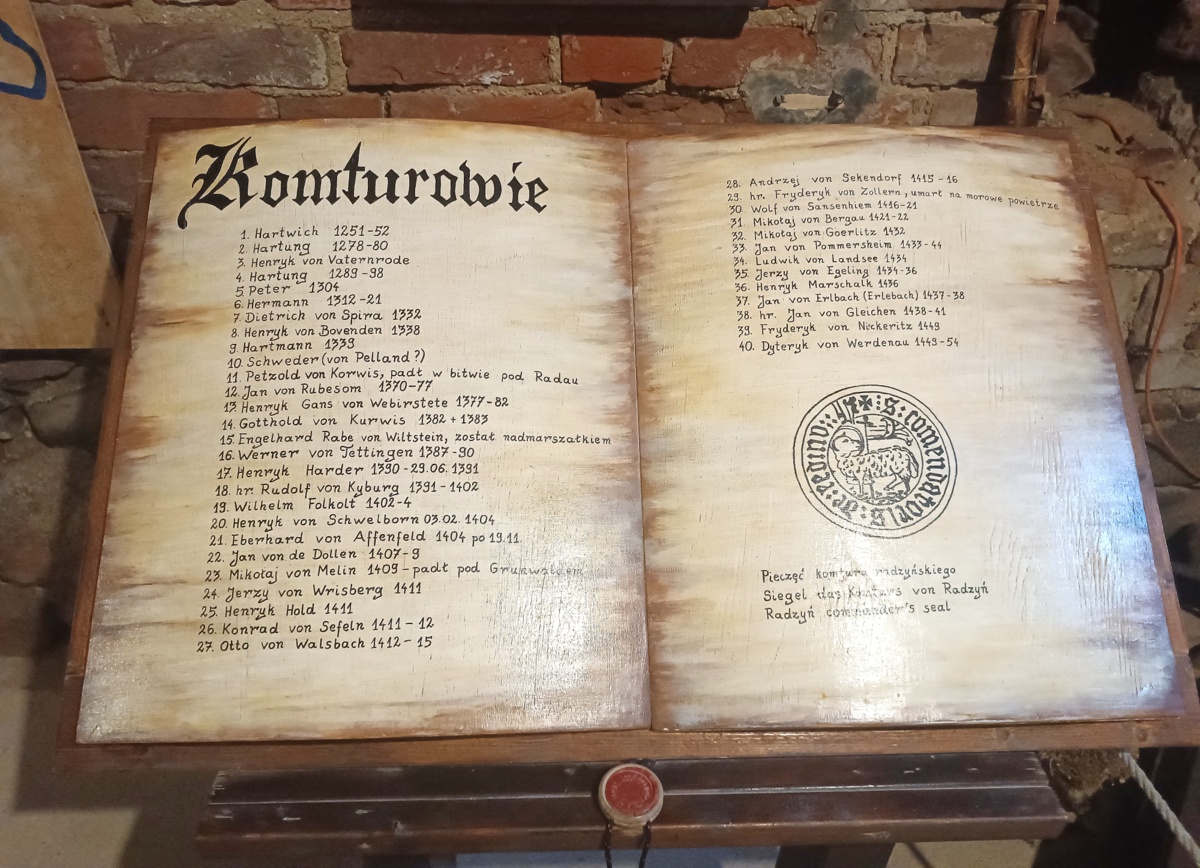 Komturowie
1. Hartwich 1251-52
2. Hartung 1278-80
3. Henryk von Vaternrode
4. Hartung 1289-98
5 Peter 1304
6. Hermann 1312-21
7. Dietrich von Spira 1332
8. Henryk von Bovenden 1338
9. Hartmann 1339
10. Schweder (von Pelland?)
11. Petzold von Korwis, padł w bitwie pod Radau
12. Jan von Rubesom 1370-77
13. Henryk Gans von Webirstete 1377-82
14. Gotthold von Kurwis 1382+1383
15. Engelhard Rabe von Wiltstein, został nadmarszałkiem
16. Werner von Tettingen 1387-90
17. Henryk Harder 1390-29.06.1391
18. hr. Rudolf von Kyburg 1391-1402
19. Wilhelm Folkolt 1402-4
20. Henryk von Schwelborn 03.02.1404
21. Eberhard von Affenfeld 1404 po 19.11.
22. Jan von de Dollen 1407-9
23. Mikołaj von Melin 1409-padł pod Grunwaldem
24. Jerzy von Wrisberg 1411
25. Henryk Hold 1411
26. Konrad von Sefeln 1411-12
27. Otto von Walsbach 1412-15
28. Andrzej von Sekendorf 1415-16
29. hr. Fryderyk von Zollern, umarł na morowe powietrze
30. Wolf von Sansenhiem 1416-21
31. Mikołaj von Bergau 1421-22
32. Mikołaj von Goerlitz 1432
33. Jan von Pommersheim 1433-44
34. Ludwik von Landsee 1434
35. Jerzy von Egeling 1434-36
36. Henryk Marschalk 1436
37. Jan von Erlbach (Erlebach) 1437-38
38. hr. Jan von Gleichen 1438-41
39. Fryderyk von Nickeritz 1449
40. Dyteryk von Werdenau 1449-54
S: comendatoris: de: redino
Pieczęć komtura radzyńskiego
Siegel das Komturs von Radzyń
Radzyń commander's seal